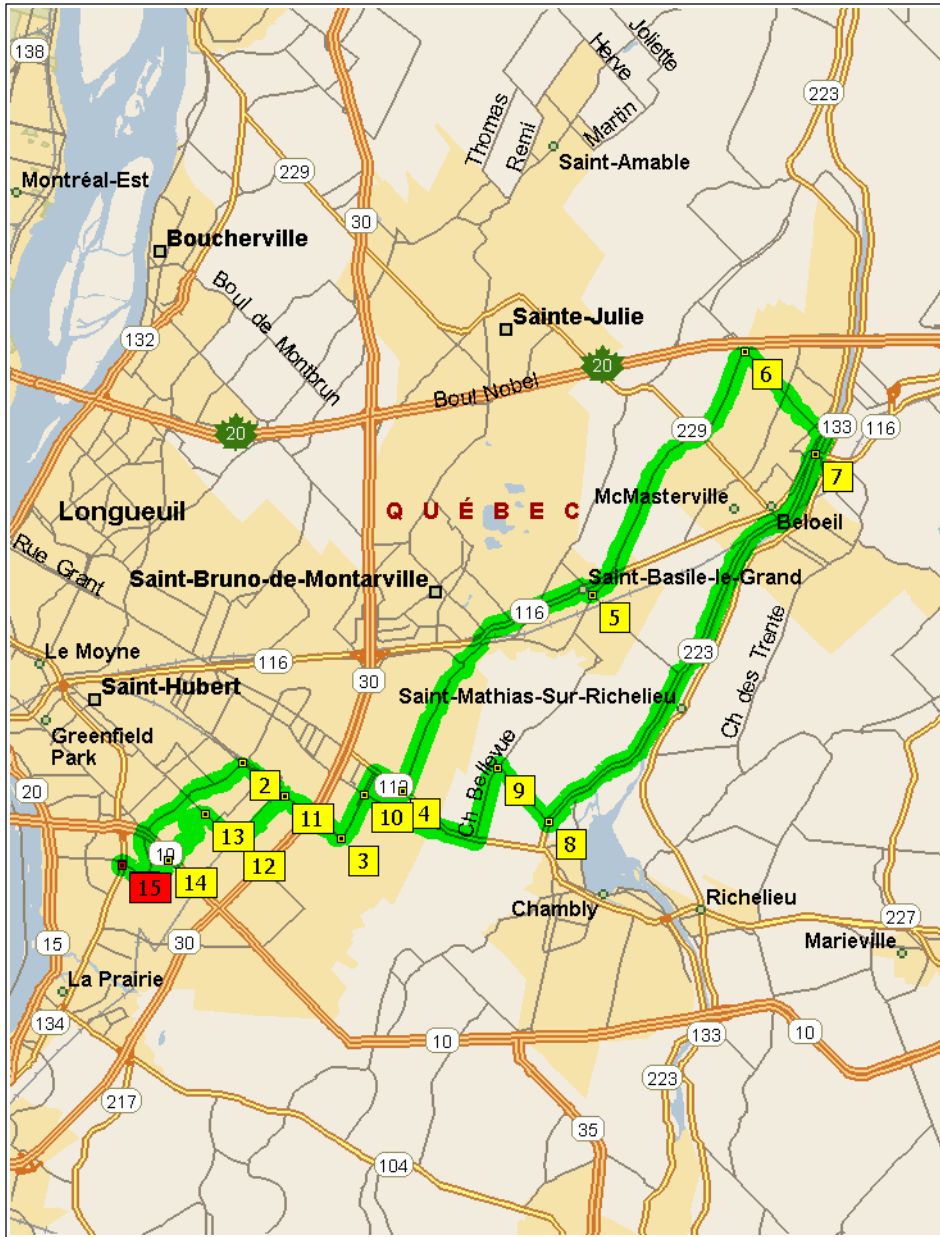 138
Joliette
Herve
223
Thomas
Remi
Martin
Saint-Amable
229
Montréal-Est
30
Boucherville
Boul de Montbrun
Sainte-Julie
132
20
6
Boul Nobel
20
229
133
116
7
QUÉBEC
McMasterville
Longueuil
Beloeil
Rue Grant
Saint-Bruno-de-Montarville
Saint-Basile-le-Grand
116
5
Le Moyne
116
223
Ch des Trente
30
Saint-Hubert
Saint-Mathias-Sur-Richelieu
Greenfield
Park
Ch Bellevue
2
9
20
4
10
11
13
12
3
8
10
14
15
Chambly
Richelieu
227
15
30
Marieville
La Prairie
134
10
133
10
223
217
35
104